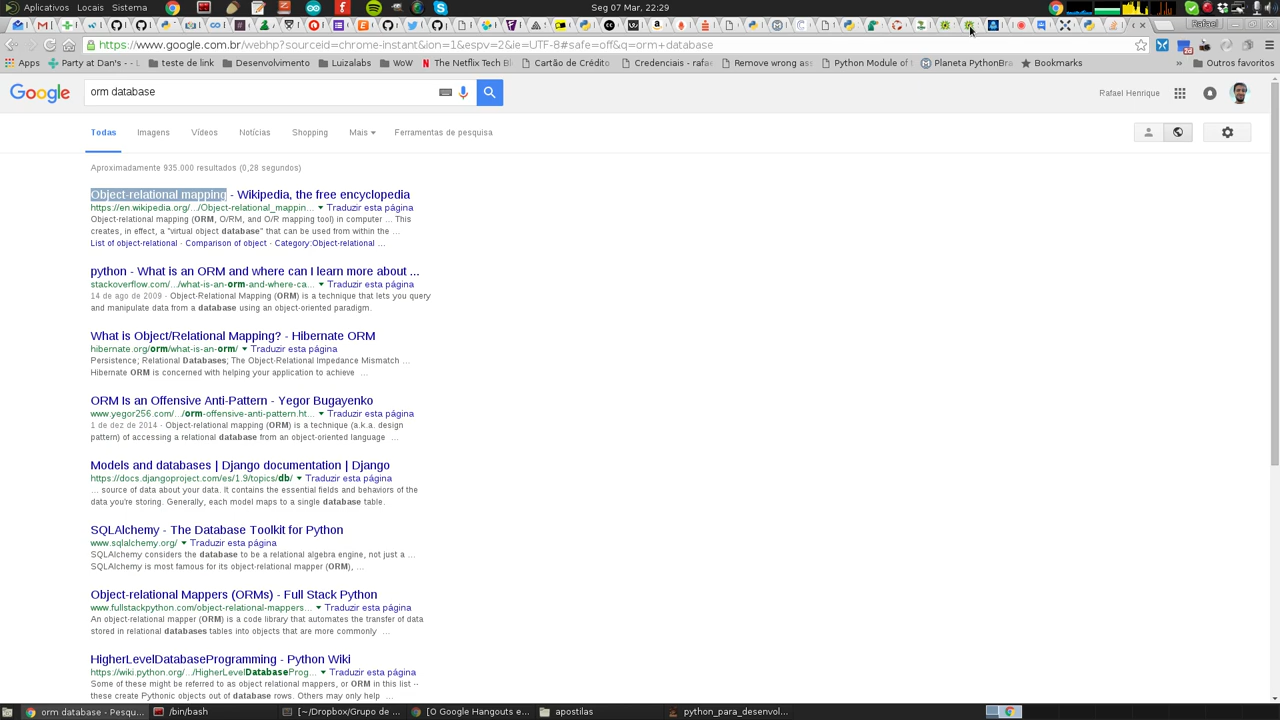 Aplicativos Locais Sistema
Seg 07 Mar, 22:29
Rafael
https://www.google.com.br/webhp?sourceid=chrome-instant&ion=1&espv=2&ie=UTF-8#safe=off&q=orm+database
Apps Party at Dan's - ... teste de link docker Luizalabs WoW The Netflix Tech B Cartão de Crédito Credenciais - rafae Remove wrong ass Python Module of Planeta PythonBra Bookmarks » Outros favoritos
Google
orm database
Rafael Henrique
Todas Imagens Vídeos Notícias Shopping Mais Ferramentas de pesquisa
Aproximadamente 935.000 resultados (0,28 segundos)
Object-relational mapping - Wikipedia, the free encyclopedia
https://en.wikipedia.org/.../Object-relational_mappin... Traduzir esta página
Object-relational mapping (ORM, O/RM, and O/R mapping tool) in computer ... This
creates, in effect, a "virtual object database" that can be used from within the ...
List of object-relational · Comparison of object · Category:Object-relational ...
python - What is an ORM and where can I learn more about ...
stackoverflow.com/.../what-is-an-orm-and-where-ca... Traduzir esta página
14 de ago de 2009 - Object-Relational Mapping (ORM) is a technique that lets you query
and manipulate data from a database using an object-oriented paradigm.
What is Object/Relational Mapping? - Hibernate ORM
hibernate.org/orm/what-is-an-orm/ Traduzir esta página
Persistence; Relational Databases; The Object-Relational Impedance Mismatch ...
Hibernate ORM is concerned with helping your application to achieve ...
ORM Is an Offensive Anti-Pattern - Yegor Bugayenko
www.yegor256.com/.../orm-offensive-anti-pattern.ht... Traduzir esta página
1 de dez de 2014 - Object-relational mapping (ORM) is a technique (a.k.a. design
pattern) of accessing a relational database from an object-oriented language ...
Models and databases | Django documentation | Django
https://docs.djangoproject.com/es/1.9/topics/db/ Traduzir esta página
... source of data about your data. It contains the essential fields and behaviors of the
data you're storing. Generally, each model maps to a single database table.
SQLAlchemy - The Database Toolkit for Python
www.sqlalchemy.org/ Traduzir esta página
SQLAlchemy considers the database to be a relational algebra engine, not just a ...
SQLAlchemy is most famous for its object-relational mapper (ORM), ...
Object-relational Mappers (ORMs) - Full Stack Python
www.fullstackpython.com/object-relational-mappers... Traduzir esta página
An object-relational mapper (ORM) is a code library that automates the transfer of data
stored in relational databases tables into objects that are more commonly ...
HigherLevelDatabaseProgramming - Python Wiki
https://wiki.python.org/.../HigherLevelDatabaseProg... Traduzir esta página
Some of these might be referred to as object relational mappers, or ORM in this list --
these create Pythonic objects out of database rows. Others may only help ...
orm database - Pesqu... /bin/bash [~/Dropbox/Grupo de ... [O Google Hangouts e... apostilas python_para_desenvol...